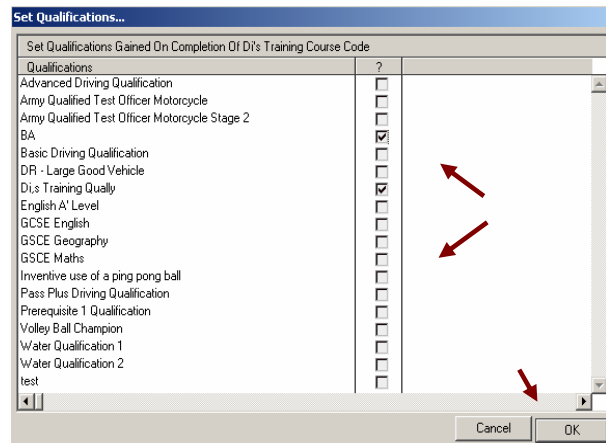 Set Qualifications...
Set Qualifications Gained On Completion Of Di's Training Course Code
Qualifications ?
Advanced Driving Qualification
Army Qualified Test Officer Motorcycle
Army Qualified Test Officer Motorcycle Stage 2
BA
Basic Driving Qualification
DR - Large Good Vehicle
Di,s Training Qually
English A' Level
GCSE English
GSCE Geography
GSCE Maths
Inventive use of a ping pong ball
Pass Plus Driving Qualification
Prerequisite 1 Qualification
Volley Ball Champion
Water Qualification 1
Water Qualification 2
test
Cancel OK